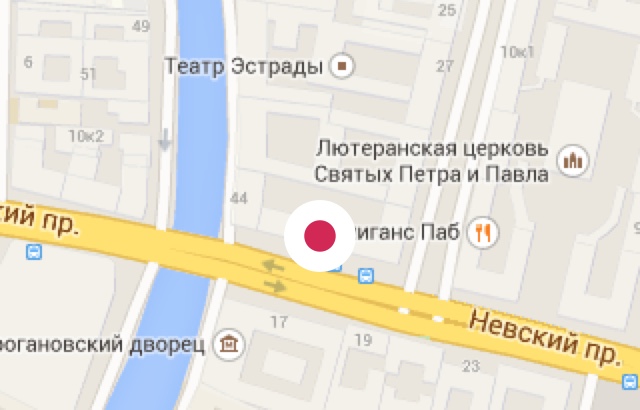 49
25
6
51
Театр Эстрады
27
10к1
10к2
Лютеранская церковь
Святых Петра и Павла
44
кий пр.
иганс Паб
Невский пр.
рогановский дворец
17
19
23